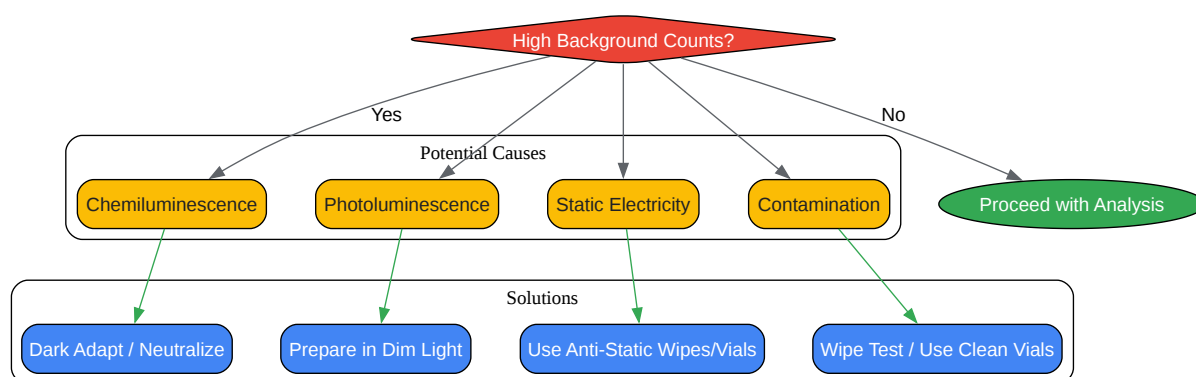 High Background Counts?
Yes
No
Potential Causes
Chemiluminescence
Photoluminescence
Static Electricity
Contamination
Proceed with Analysis
Solutions
Dark Adapt / Neutralize
Prepare in Dim Light
Use Anti-Static Wipes/Vials
Wipe Test / Use Clean Vials